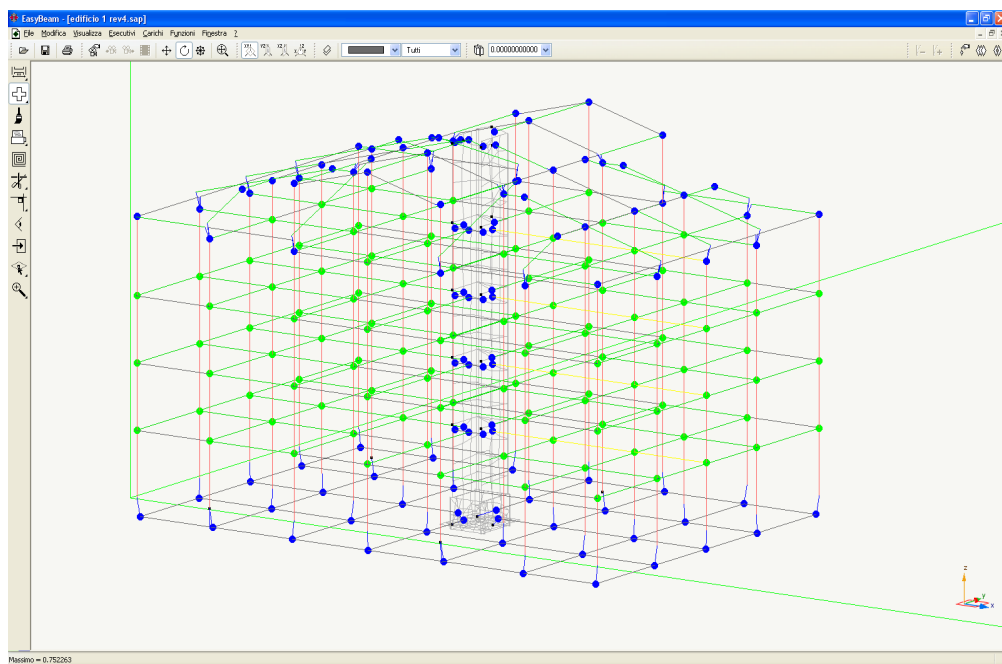 EasyBeam - [edificio 1 rev4.sap]
File Modifica Visualizza Esecutivi Carichi Funzioni Finestra ?
Tutti 0.00000000000
z
y
x
Massimo = 0.752263